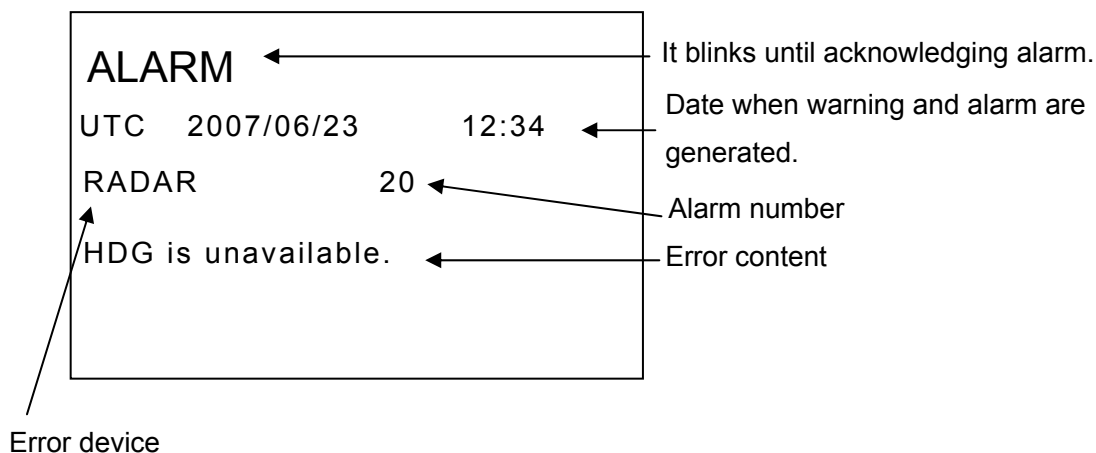 ALARM
It blinks until acknowledging alarm.
UTC 2007/06/23 12:34
Date when warning and alarm are
generated.
RADAR 20
Alarm number
HDG is unavailable.
Error content
Error device